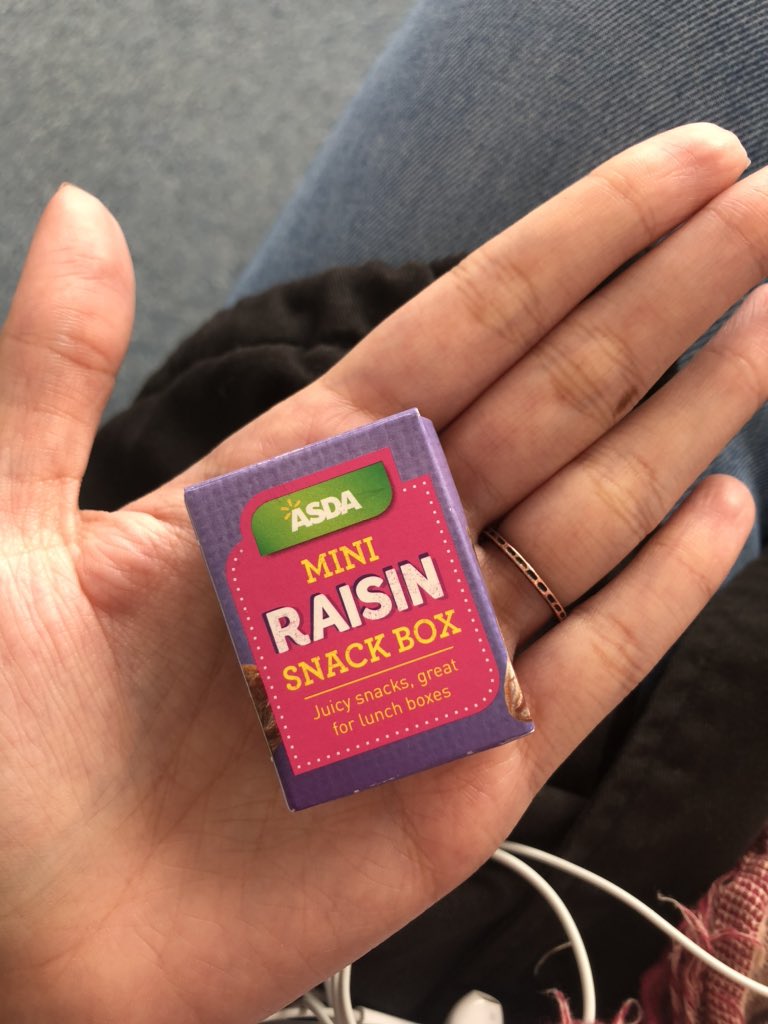 ASDA
MINI
RAISIN
SNACK BOX
Juicy snacks, great
for lunch boxes